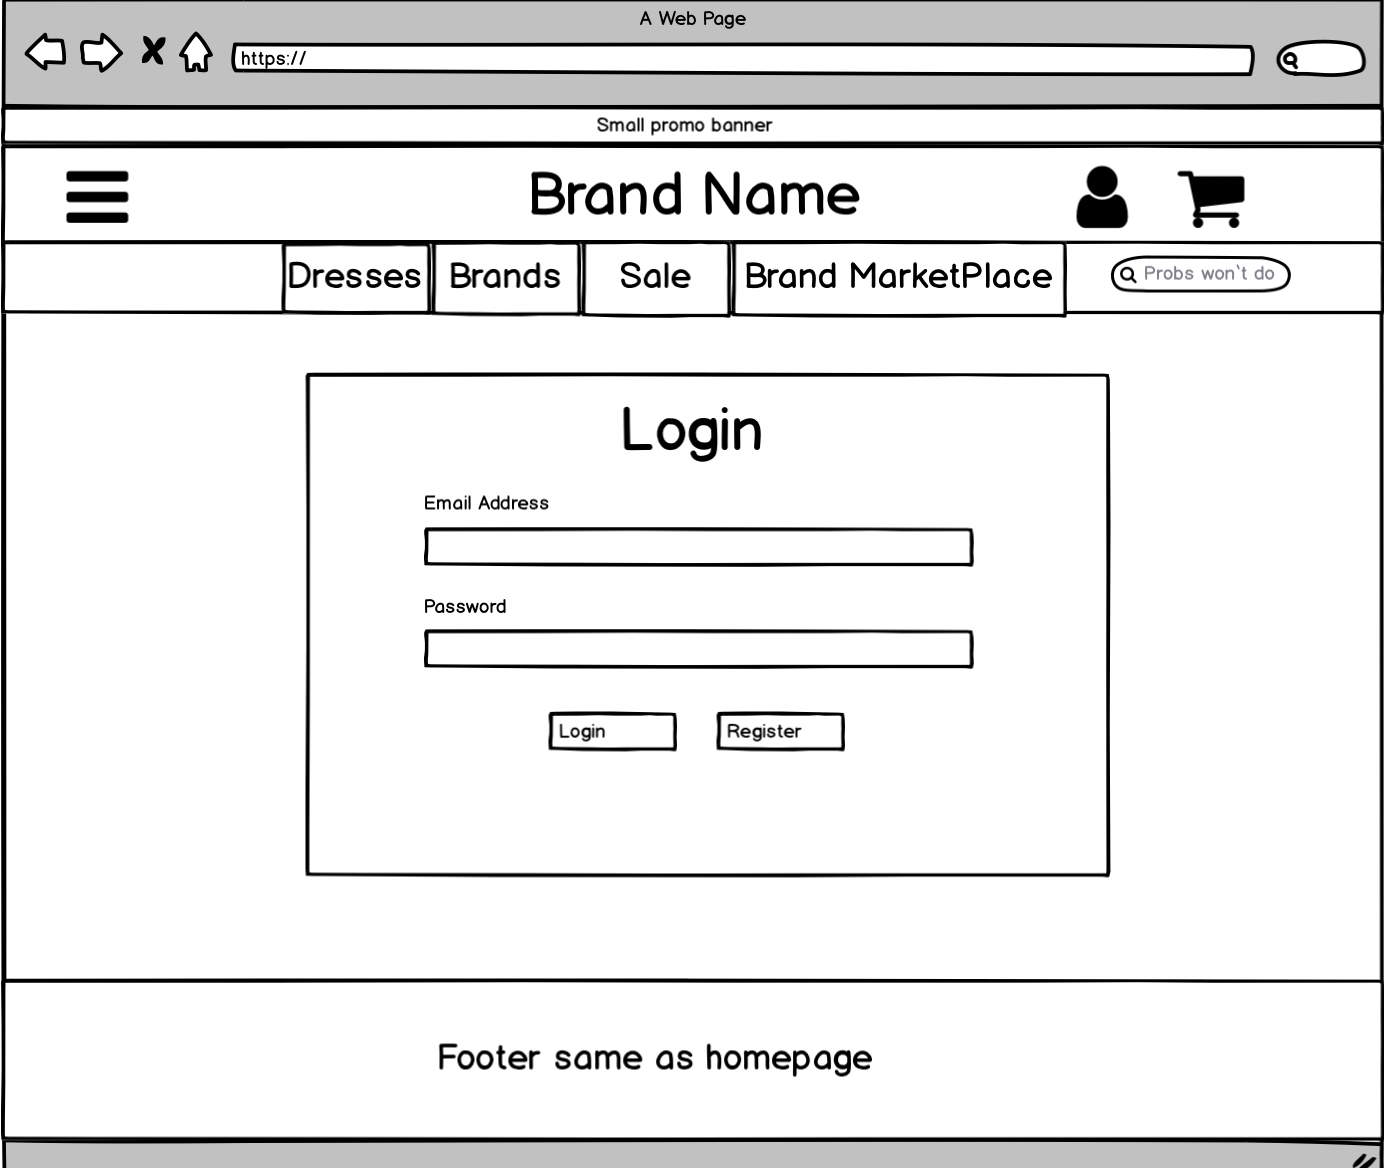 A Web Page
https://
Small promo banner
Brand Name
Dresses Brands Sale Brand MarketPlace Probs won't do
Login
Email Address
Password
Login Register
Footer same as homepage